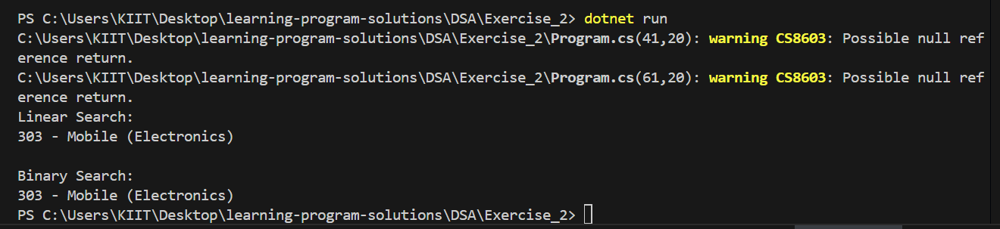 PS C:\Users\KIIT\Desktop\learning-program-solutions\DSA\Exercise_2> dotnet run
C:\Users\KIIT\Desktop\learning-program-solutions\DSA\Exercise_2\Program.cs(41,20): warning CS8603: Possible null ref
erence return.
C:\Users\KIIT\Desktop\learning-program-solutions\DSA\Exercise_2\Program.cs(61,20): warning CS8603: Possible null ref
erence return.
Linear Search:
303 - Mobile (Electronics)

Binary Search:
303 - Mobile (Electronics)
PS C:\Users\KIIT\Desktop\learning-program-solutions\DSA\Exercise_2>